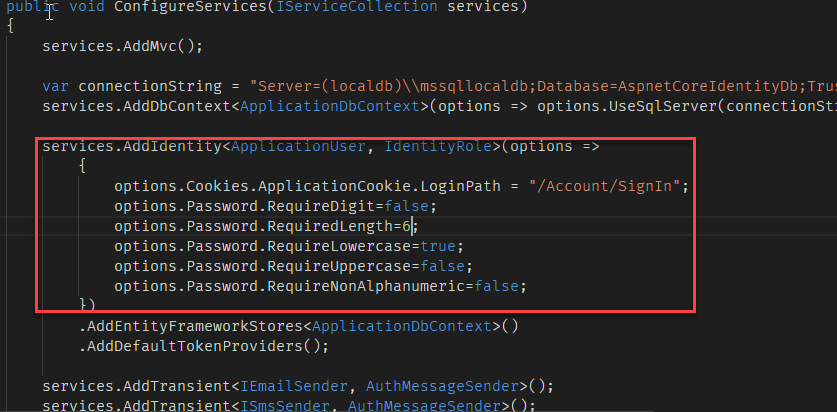 public void ConfigureServices(IServiceCollection services)
{
services.AddMvc();
var connectionString = "Server=(localdb)\\mssqllocaldb;Database=AspnetCoreIdentityDb;Trus
services.AddDbContext<ApplicationDbContext>(options => options.UseSqlServer(connectionStr
services.AddIdentity<ApplicationUser, IdentityRole>(options =>
{
options.Cookies.ApplicationCookie.LoginPath = "/Account/SignIn";
options.Password.RequireDigit=false;
options.Password.RequiredLength=6;
options.Password.RequireLowercase=true;
options.Password.RequireUppercase=false;
options.Password.RequireNonAlphanumeric=false;
})
.AddEntityFrameworkStores<ApplicationDbContext>()
.AddDefaultTokenProviders();
services.AddTransient<IEmailSender, AuthMessageSender>();
services.AddTransient<ISmsSender, AuthMessageSender>();